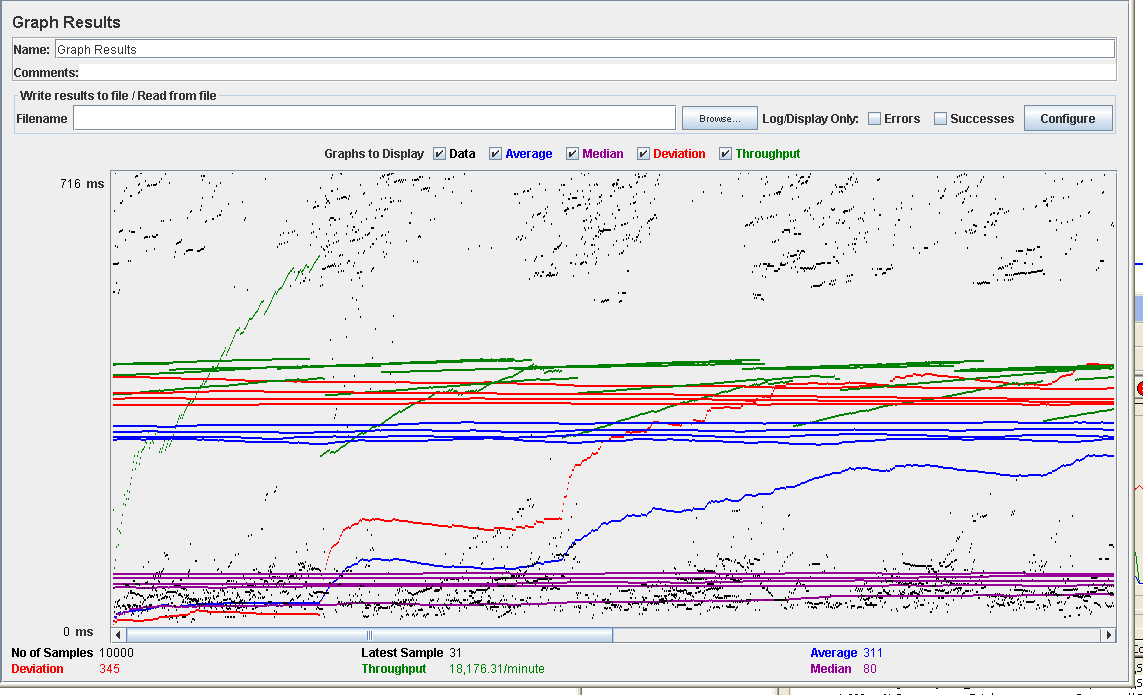 Graph Results
Name: Graph Results
Comments:
Write results to file / Read from file
Filename Browse... Log/Display Only: Errors Successes Configure
Graphs to Display Data Average Median Deviation Throughput
716 ms
0 ms
No of Samples 10000 Latest Sample 31 Average 311
Deviation 345 Throughput 18,176.31/minute Median 80